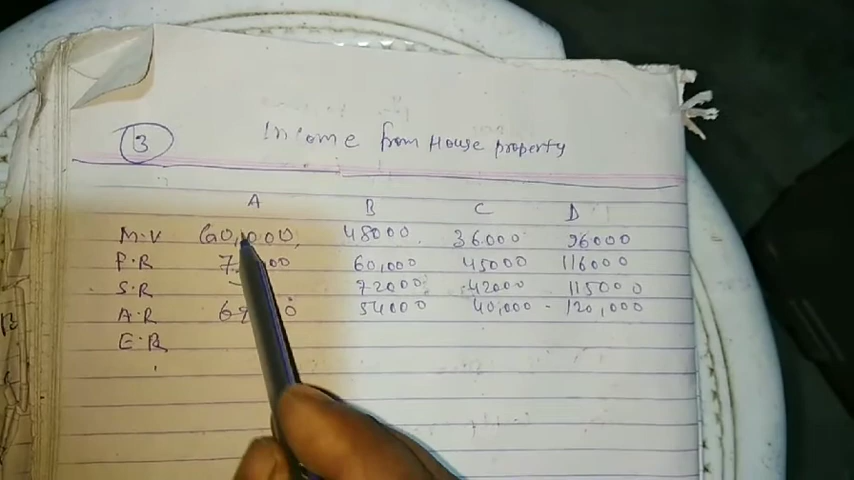 3 Income from House property
A B C D
M.V 60,000 48000 36000 96000
F.R 60,000 45000 116000
S.R 72000 42000 115000
A.R 54000 40,000 - 120,000
E.R